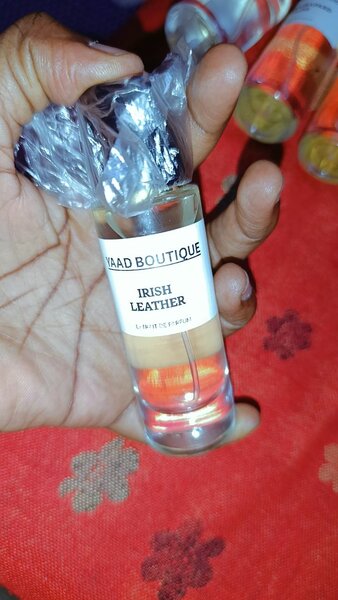 YAAD BOUTIQUE
IRISH
LEATHER
EXTRAIT DE PARFUM